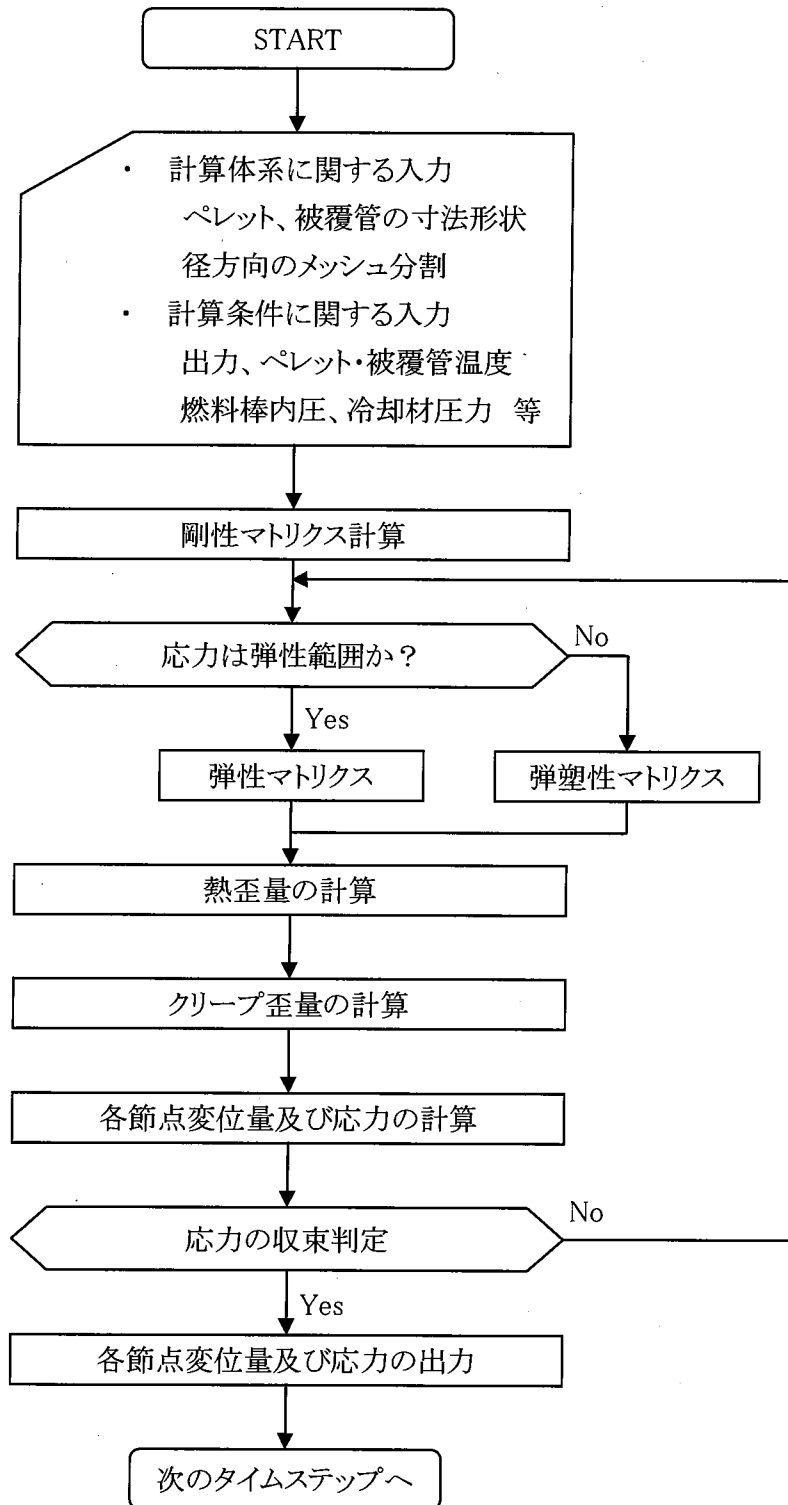 START
・ 計算体系に関する入力
ペレット、被覆管の寸法形状
径方向のメッシュ分割
・ 計算条件に関する入力
出力、ペレット・被覆管温度
燃料棒内圧、冷却材圧力 等
剛性マトリクス計算
応力は弾性範囲か？
No
Yes
弾性マトリクス
弾塑性マトリクス
熱歪量の計算
クリープ歪量の計算
各節点変位量及び応力の計算
応力の収束判定
No
Yes
各節点変位量及び応力の出力
次のタイムステップへ